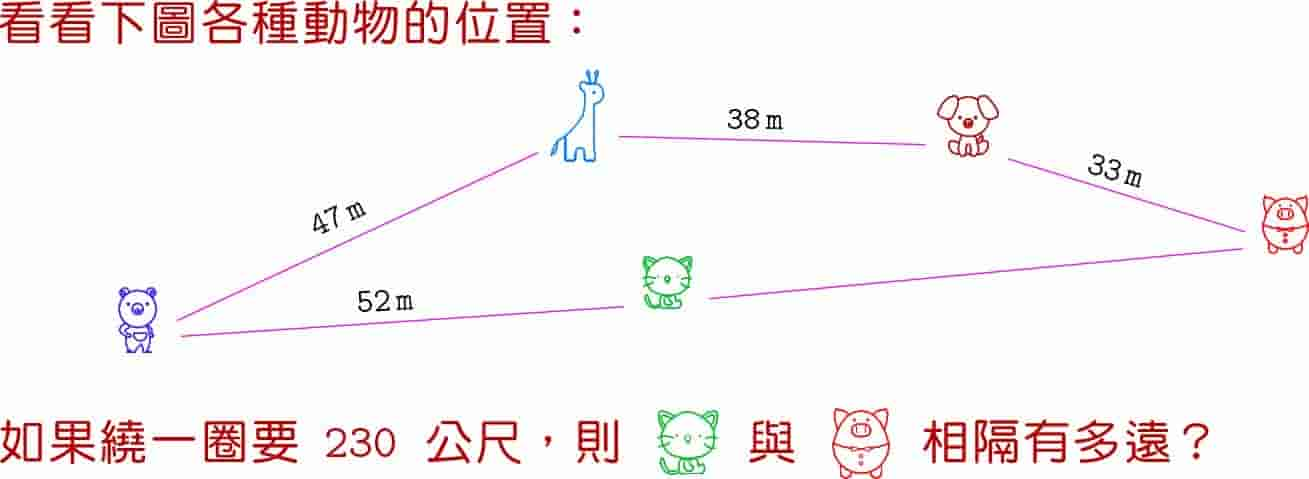 看看下圖各種動物的位置：
38 m
33 m
47 m
52 m
如果繞一圈要 230 公尺，則 與 相隔有多遠？